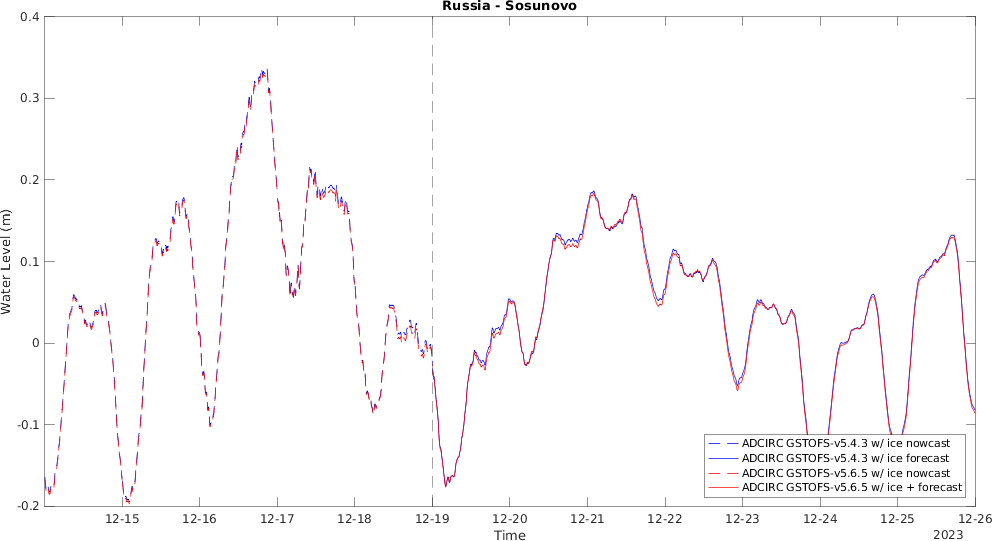 Russia - Sosunovo
0.4
0.3
0.2
0.1
0
-0.1
-0.2
Water Level (m)
ADCIRC GSTOFS-v5.4.3 w/ ice nowcast
ADCIRC GSTOFS-v5.4.3 w/ ice forecast
ADCIRC GSTOFS-v5.6.5 w/ ice nowcast
ADCIRC GSTOFS-v5.6.5 w/ ice + forecast
12-15 12-16 12-17 12-18 12-19 12-20 12-21 12-22 12-23 12-24 12-25 12-26
Time
2023